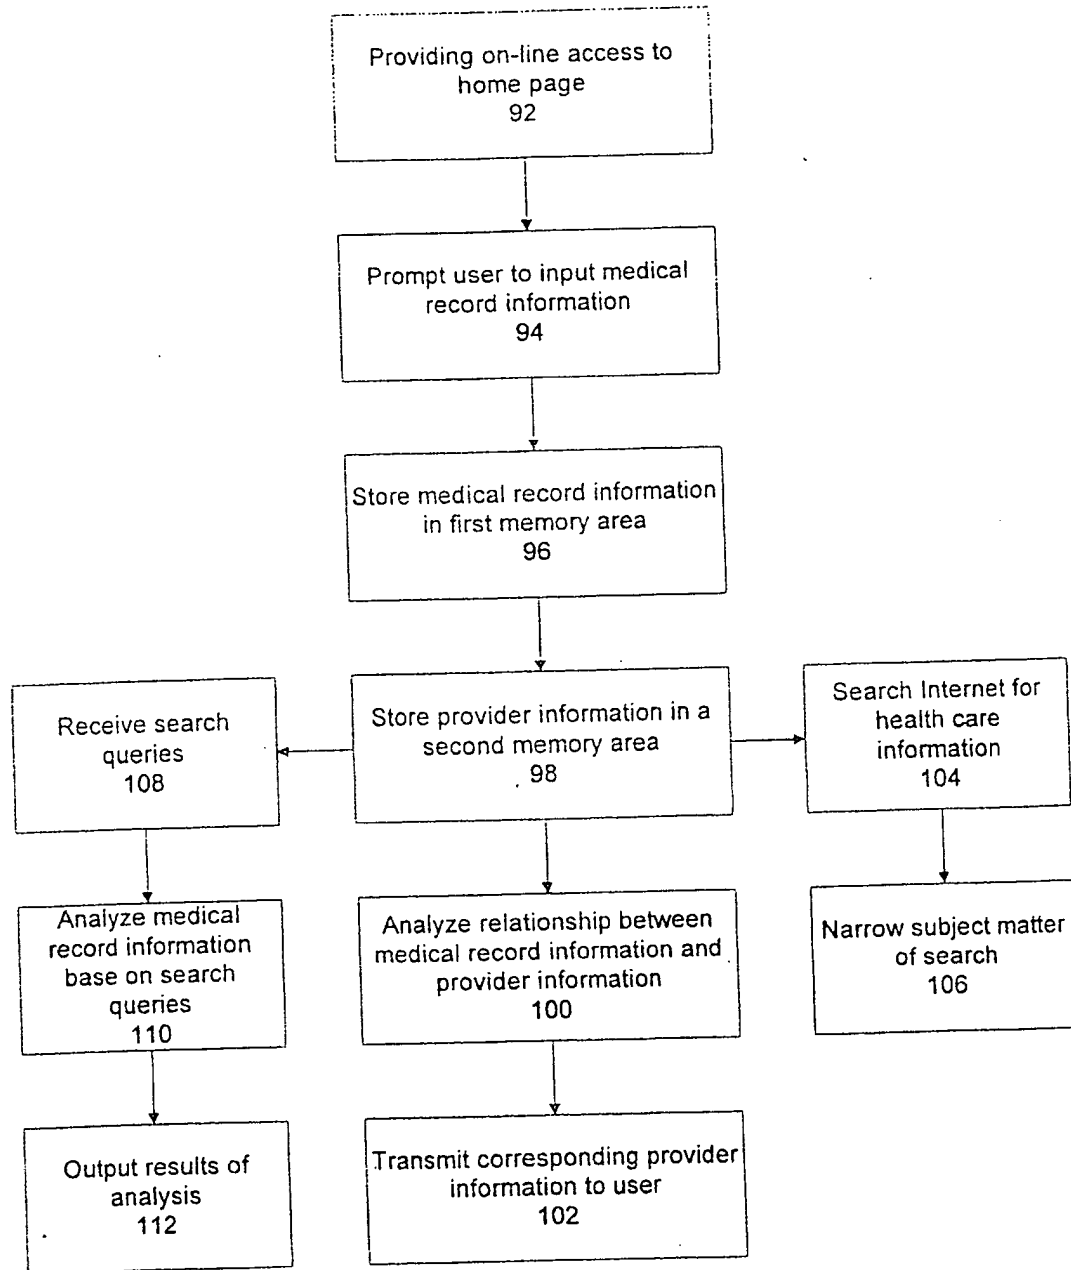 Providing on-line access to
home page
92
Prompt user to input medical
record information
94
Store medical record information
in first memory area
96
Store provider information in a
second memory area
98
Receive search
queries
108
Search Internet for
health care
information
104
Analyze medical
record information
base on search
queries
110
Analyze relationship between
medical record information and
provider information
100
Narrow subject matter
of search
106
Output results of
analysis
112
Transmit corresponding provider
information to user
102